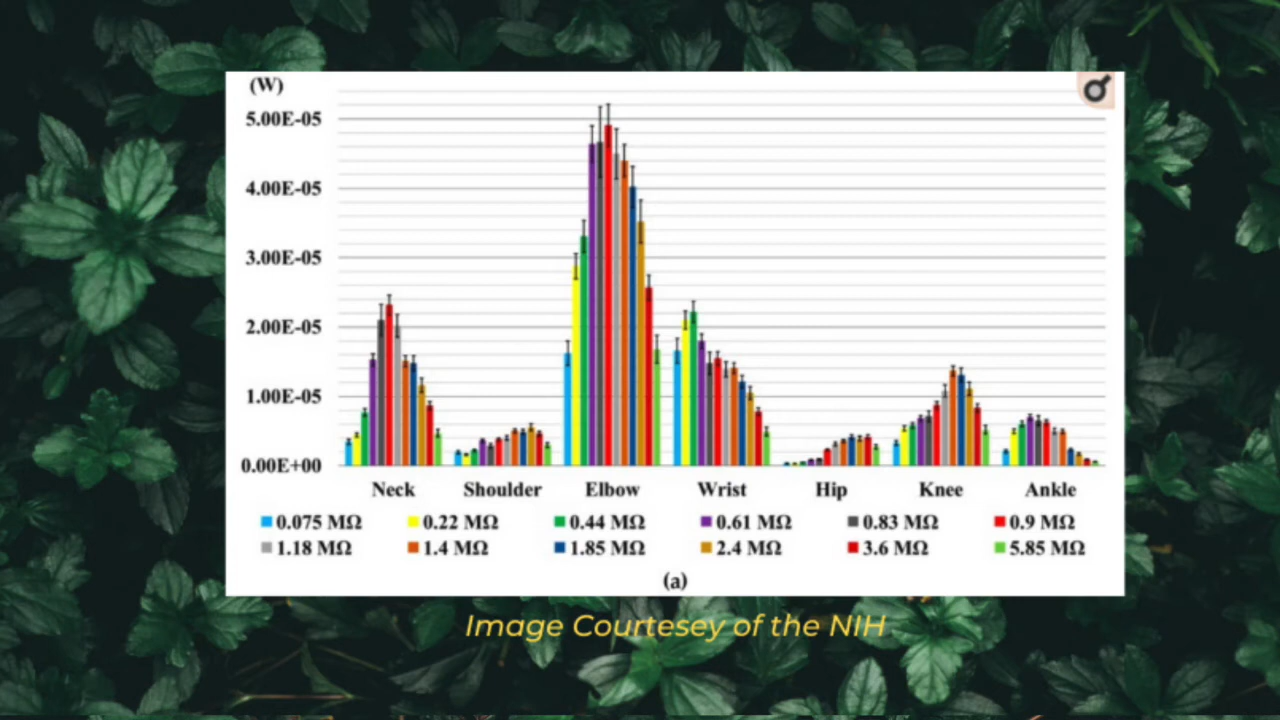 (W)
5.00E-05
4.00E-05
3.00E-05
2.00E-05
1.00E-05
0.00E+00
Neck Shoulder Elbow Wrist Hip Knee Ankle
0.075 MΩ 0.22 MΩ 0.44 MΩ 0.61 MΩ 0.83 MΩ 0.9 MΩ
1.18 MΩ 1.4 MΩ 1.85 MΩ 2.4 MΩ 3.6 MΩ 5.85 MΩ
(a)
Image Courtesey of the NIH